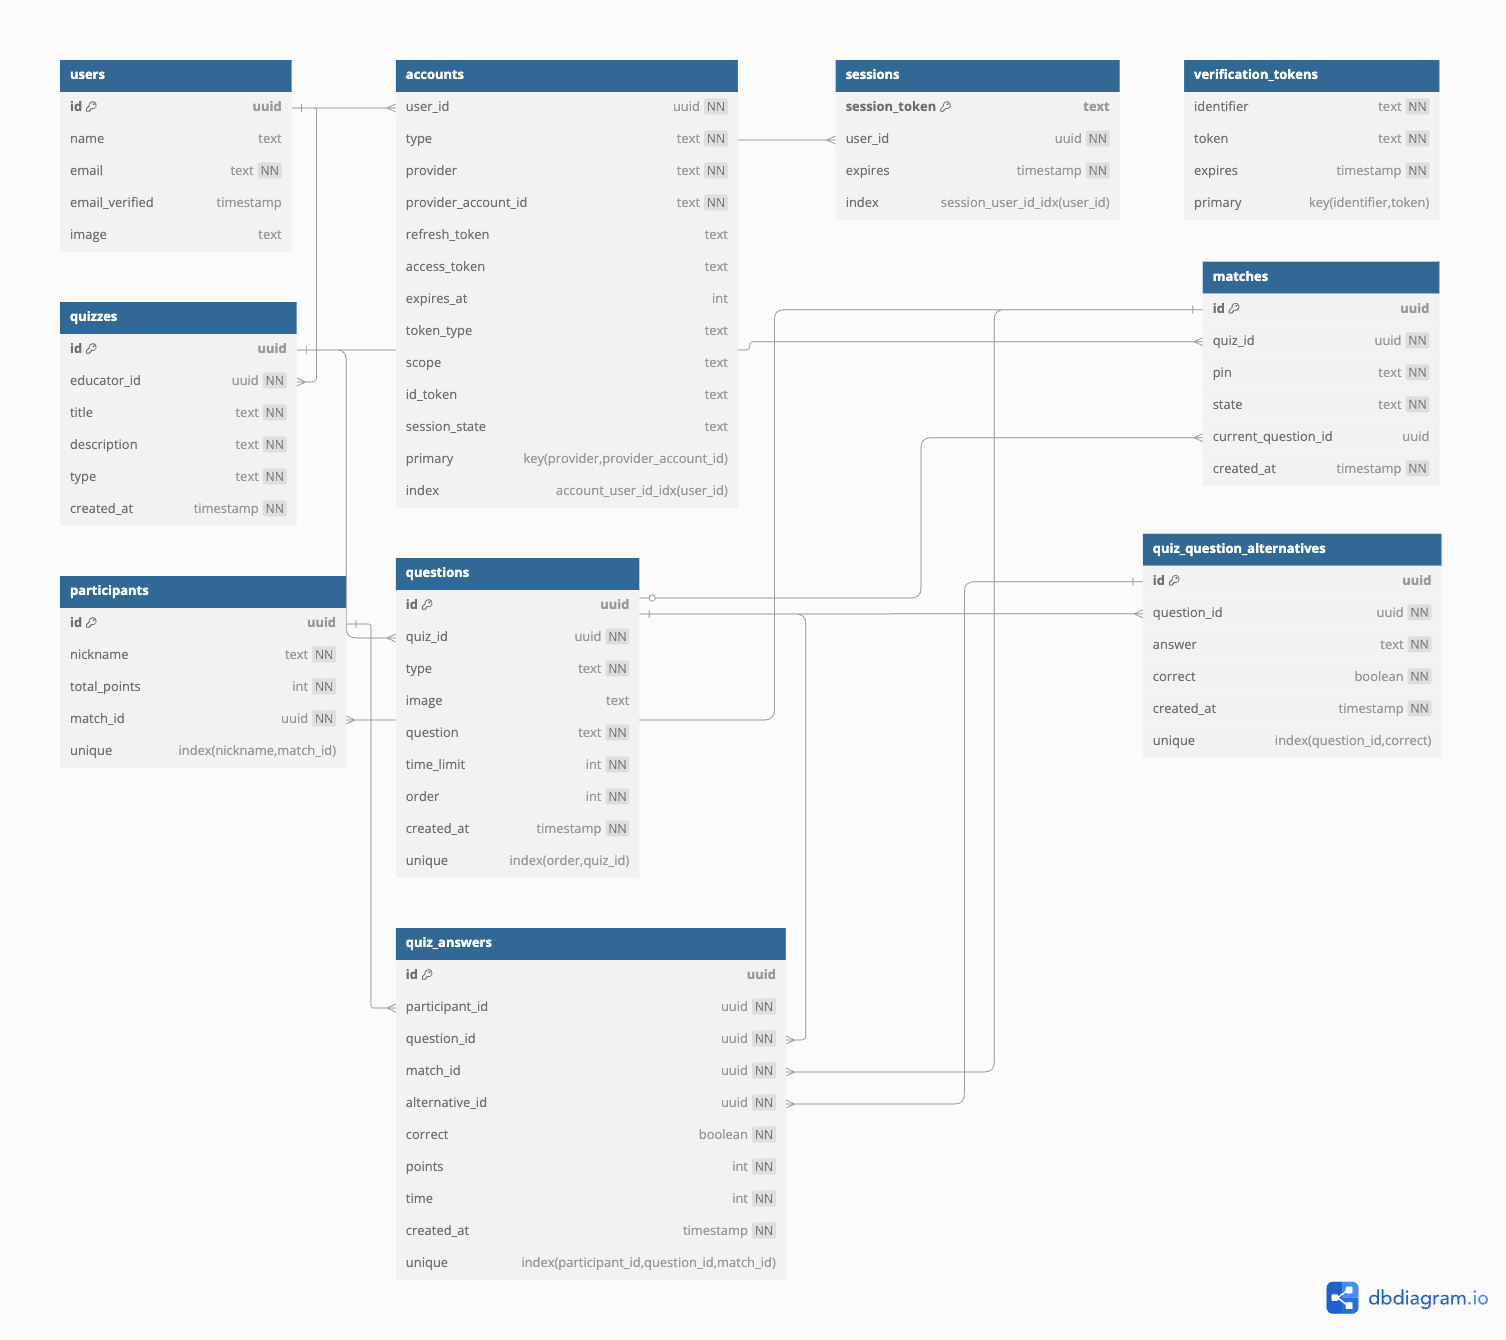 users
id uuid
name text
email text NN
email_verified timestamp
image text
accounts
user_id uuid NN
type text NN
provider text NN
provider_account_id text NN
refresh_token text
access_token text
expires_at int
token_type text
scope text
id_token text
session_state text
primary key(provider,provider_account_id)
index account_user_id_idx(user_id)
sessions
session_token text
user_id uuid NN
expires timestamp NN
index session_user_id_idx(user_id)
verification_tokens
identifier text NN
token text NN
expires timestamp NN
primary key(identifier,token)
quizzes
id uuid
educator_id uuid NN
title text NN
description text NN
type text NN
created_at timestamp NN
matches
id uuid
quiz_id uuid NN
pin text NN
state text NN
current_question_id uuid
created_at timestamp NN
participants
id uuid
nickname text NN
total_points int NN
match_id uuid NN
unique index(nickname,match_id)
questions
id uuid
quiz_id uuid NN
type text NN
image text
question text NN
time_limit int NN
order int NN
created_at timestamp NN
unique index(order,quiz_id)
quiz_question_alternatives
id uuid
question_id uuid NN
answer text NN
correct boolean NN
created_at timestamp NN
unique index(question_id,correct)
quiz_answers
id uuid
participant_id uuid NN
question_id uuid NN
match_id uuid NN
alternative_id uuid NN
correct boolean NN
points int NN
time int NN
created_at timestamp NN
unique index(participant_id,question_id,match_id)
dbdiagram.io